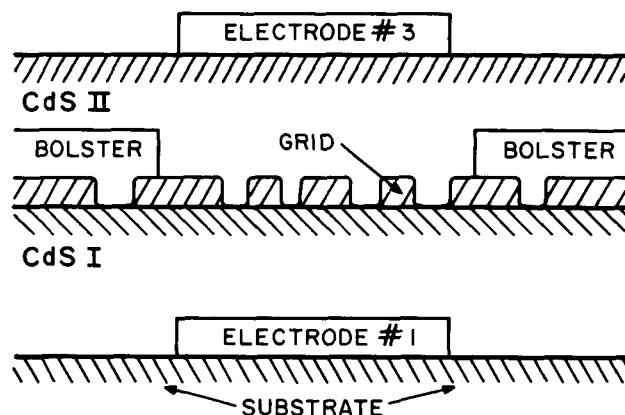 ELECTRODE #3
CdS II
BOLSTER
GRID
BOLSTER
CdS I
ELECTRODE #1
SUBSTRATE